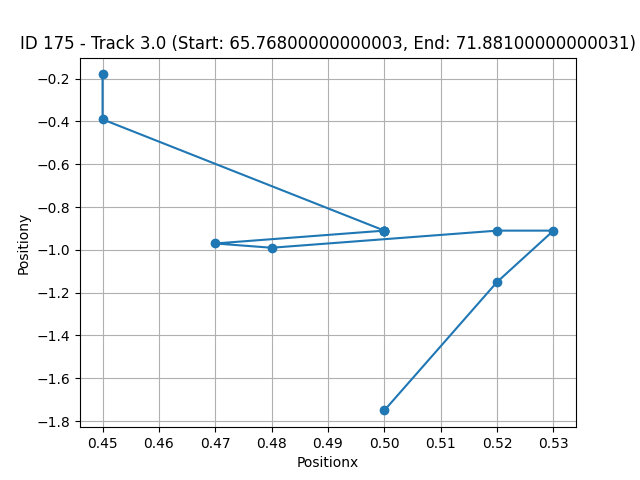 ID 175 - Track 3.0 (Start: 65.76800000000003, End: 71.88100000000031)
−0.2
−0.4
−0.6
−0.8
−1.0
−1.2
−1.4
−1.6
−1.8
Positiony
0.45 0.46 0.47 0.48 0.49 0.50 0.51 0.52 0.53
Positionx